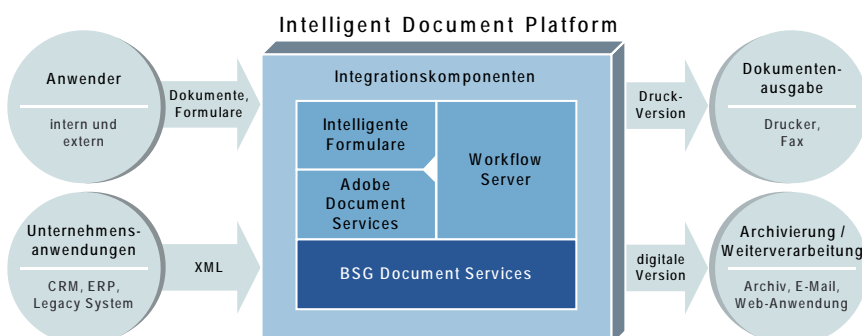 Intelligent Document Platform
Anwender
intern und
extern
Dokumente,
Formulare
Integrationskomponenten
Intelligente
Formulare
Adobe
Document
Services
Workflow
Server
BSG Document Services
Druck-
Version
Dokumenten-
ausgabe
Drucker,
Fax
Unternehmens-
anwendungen
CRM, ERP,
Legacy System
XML
digitale
Version
Archivierung /
Weiterverarbeitung
Archiv, E-Mail,
Web-Anwendung